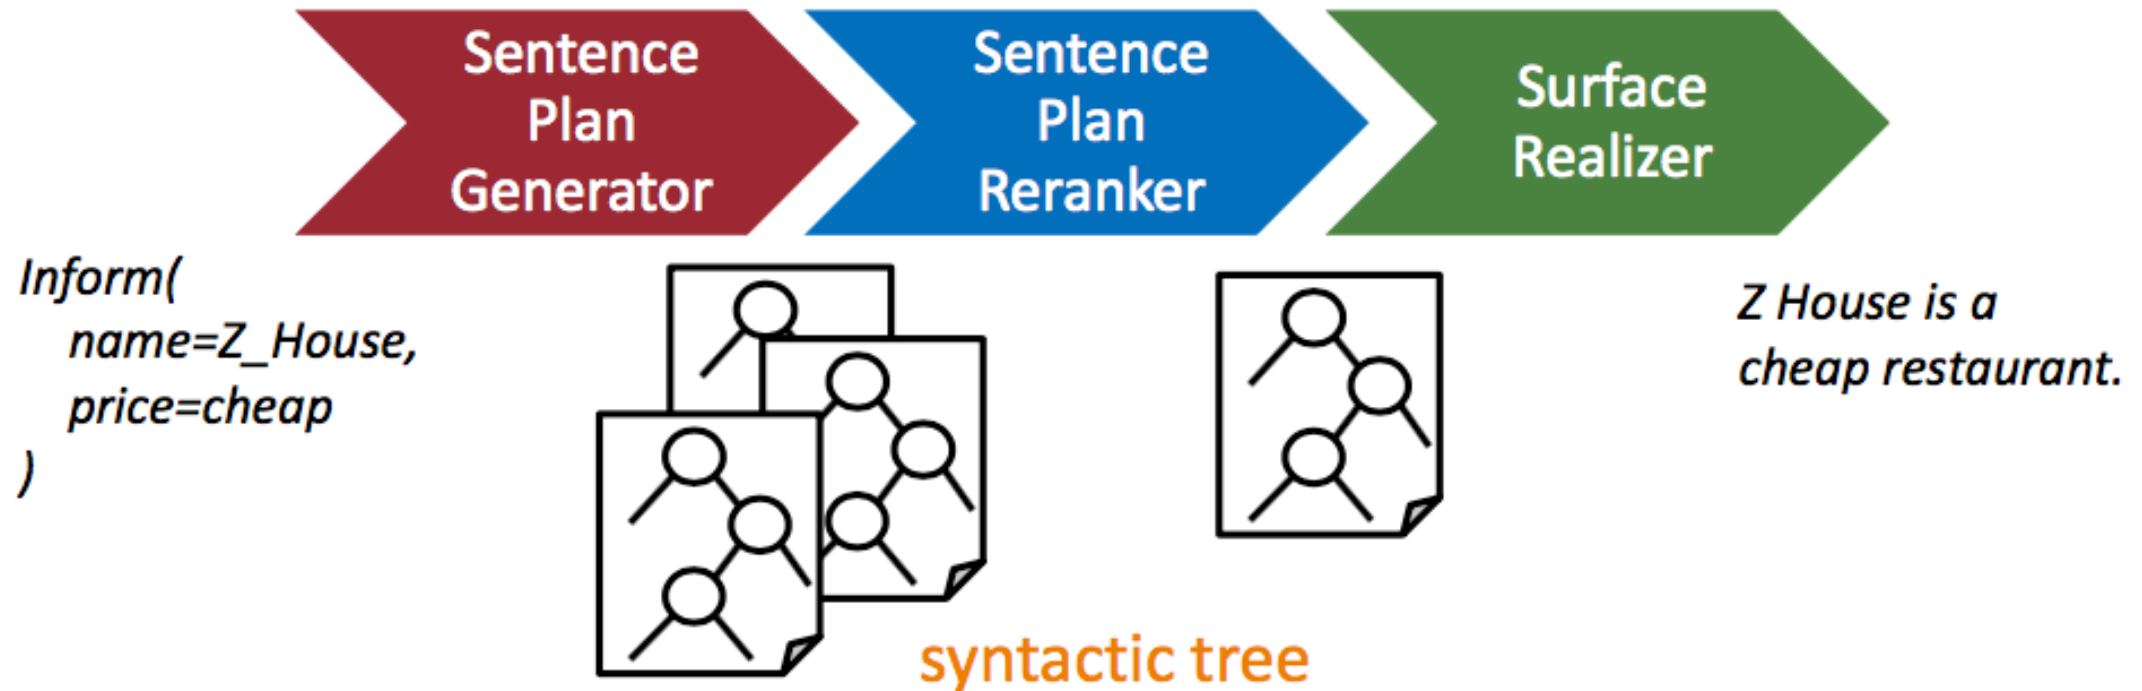 Sentence
Plan
Generator
Sentence
Plan
Reranker
Surface
Realizer
Inform(
name=Z_House,
price=cheap
)
Z House is a
cheap restaurant.
syntactic tree